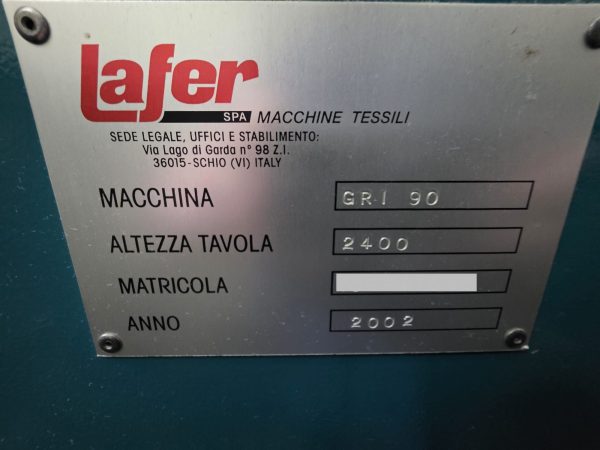 Lafer
SPA MACCHINE TESSILI
SEDE LEGALE, UFFICI E STABILIMENTO:
Via Lago di Garda n° 98 Z.I.
36015-SCHIO (VI) ITALY
MACCHINA GRI 90
ALTEZZA TAVOLA 2400
MATRICOLA
ANNO 2002